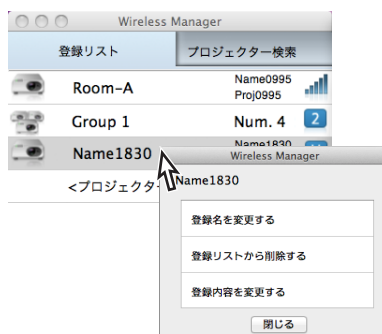 Wireless Manager
登録リスト プロジェクター検索
Room-A Name0995
Proj0995
Group 1 Num. 4 2
Name1830 Name1830
<プロジェクタ
Wireless Manager
Name1830
登録名を変更する
登録リストから削除する
登録内容を変更する
閉じる